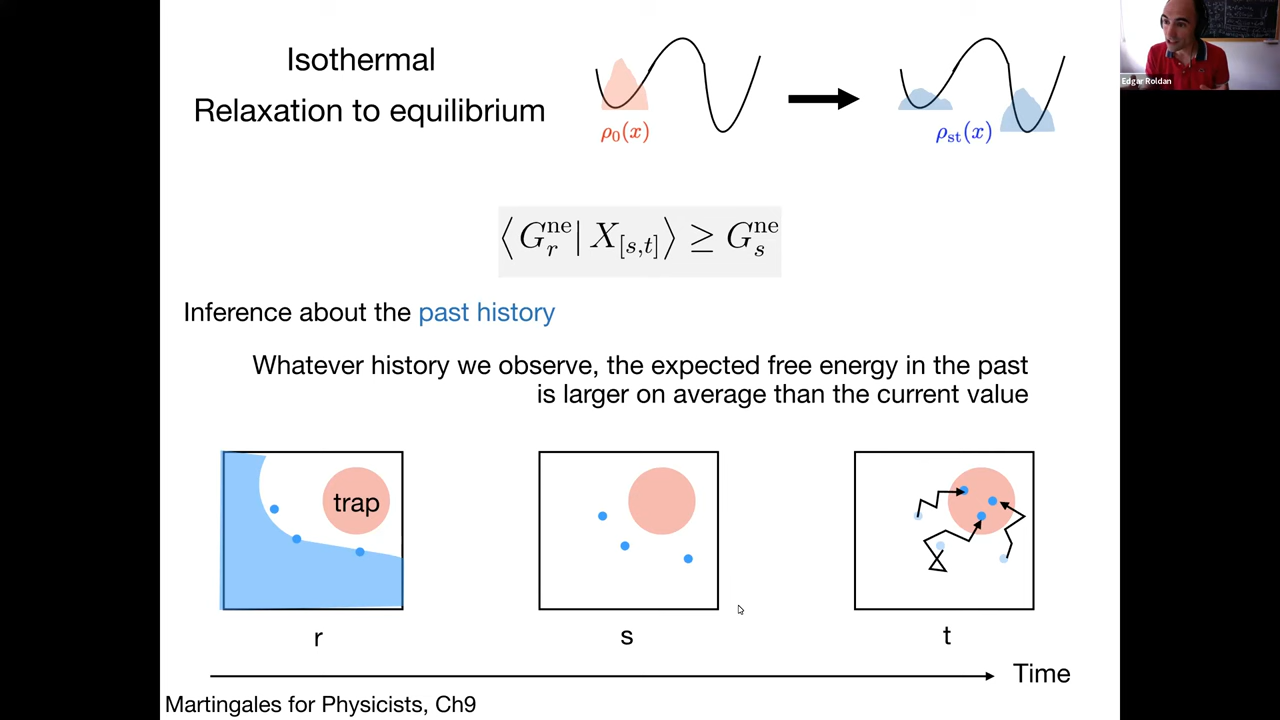 Isothermal
Relaxation to equilibrium
ρ₀(x)
ρ_st(x)
Edgar Roldan
⟨G_r^ne | X_[s,t]⟩ ≥ G_s^ne
Inference about the past history
Whatever history we observe, the expected free energy in the past
is larger on average than the current value
trap
r
s
t
Time
Martingales for Physicists, Ch9